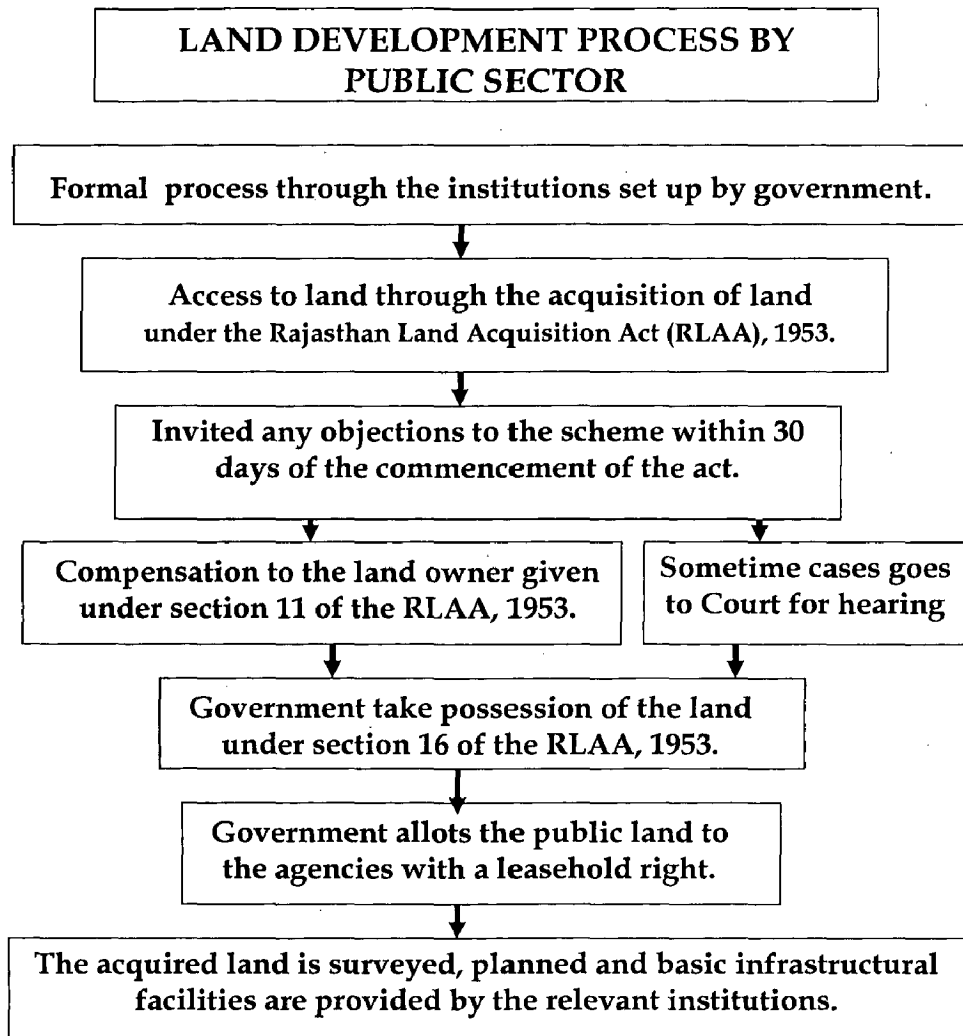 LAND DEVELOPMENT PROCESS BY
PUBLIC SECTOR
Formal process through the institutions set up by government.
Access to land through the acquisition of land
under the Rajasthan Land Acquisition Act (RLAA), 1953.
Invited any objections to the scheme within 30
days of the commencement of the act.
Compensation to the land owner given
under section 11 of the RLAA, 1953.
Sometime cases goes
to Court for hearing
Government take possession of the land
under section 16 of the RLAA, 1953.
Government allots the public land to
the agencies with a leasehold right.
The acquired land is surveyed, planned and basic infrastructural
facilities are provided by the relevant institutions.